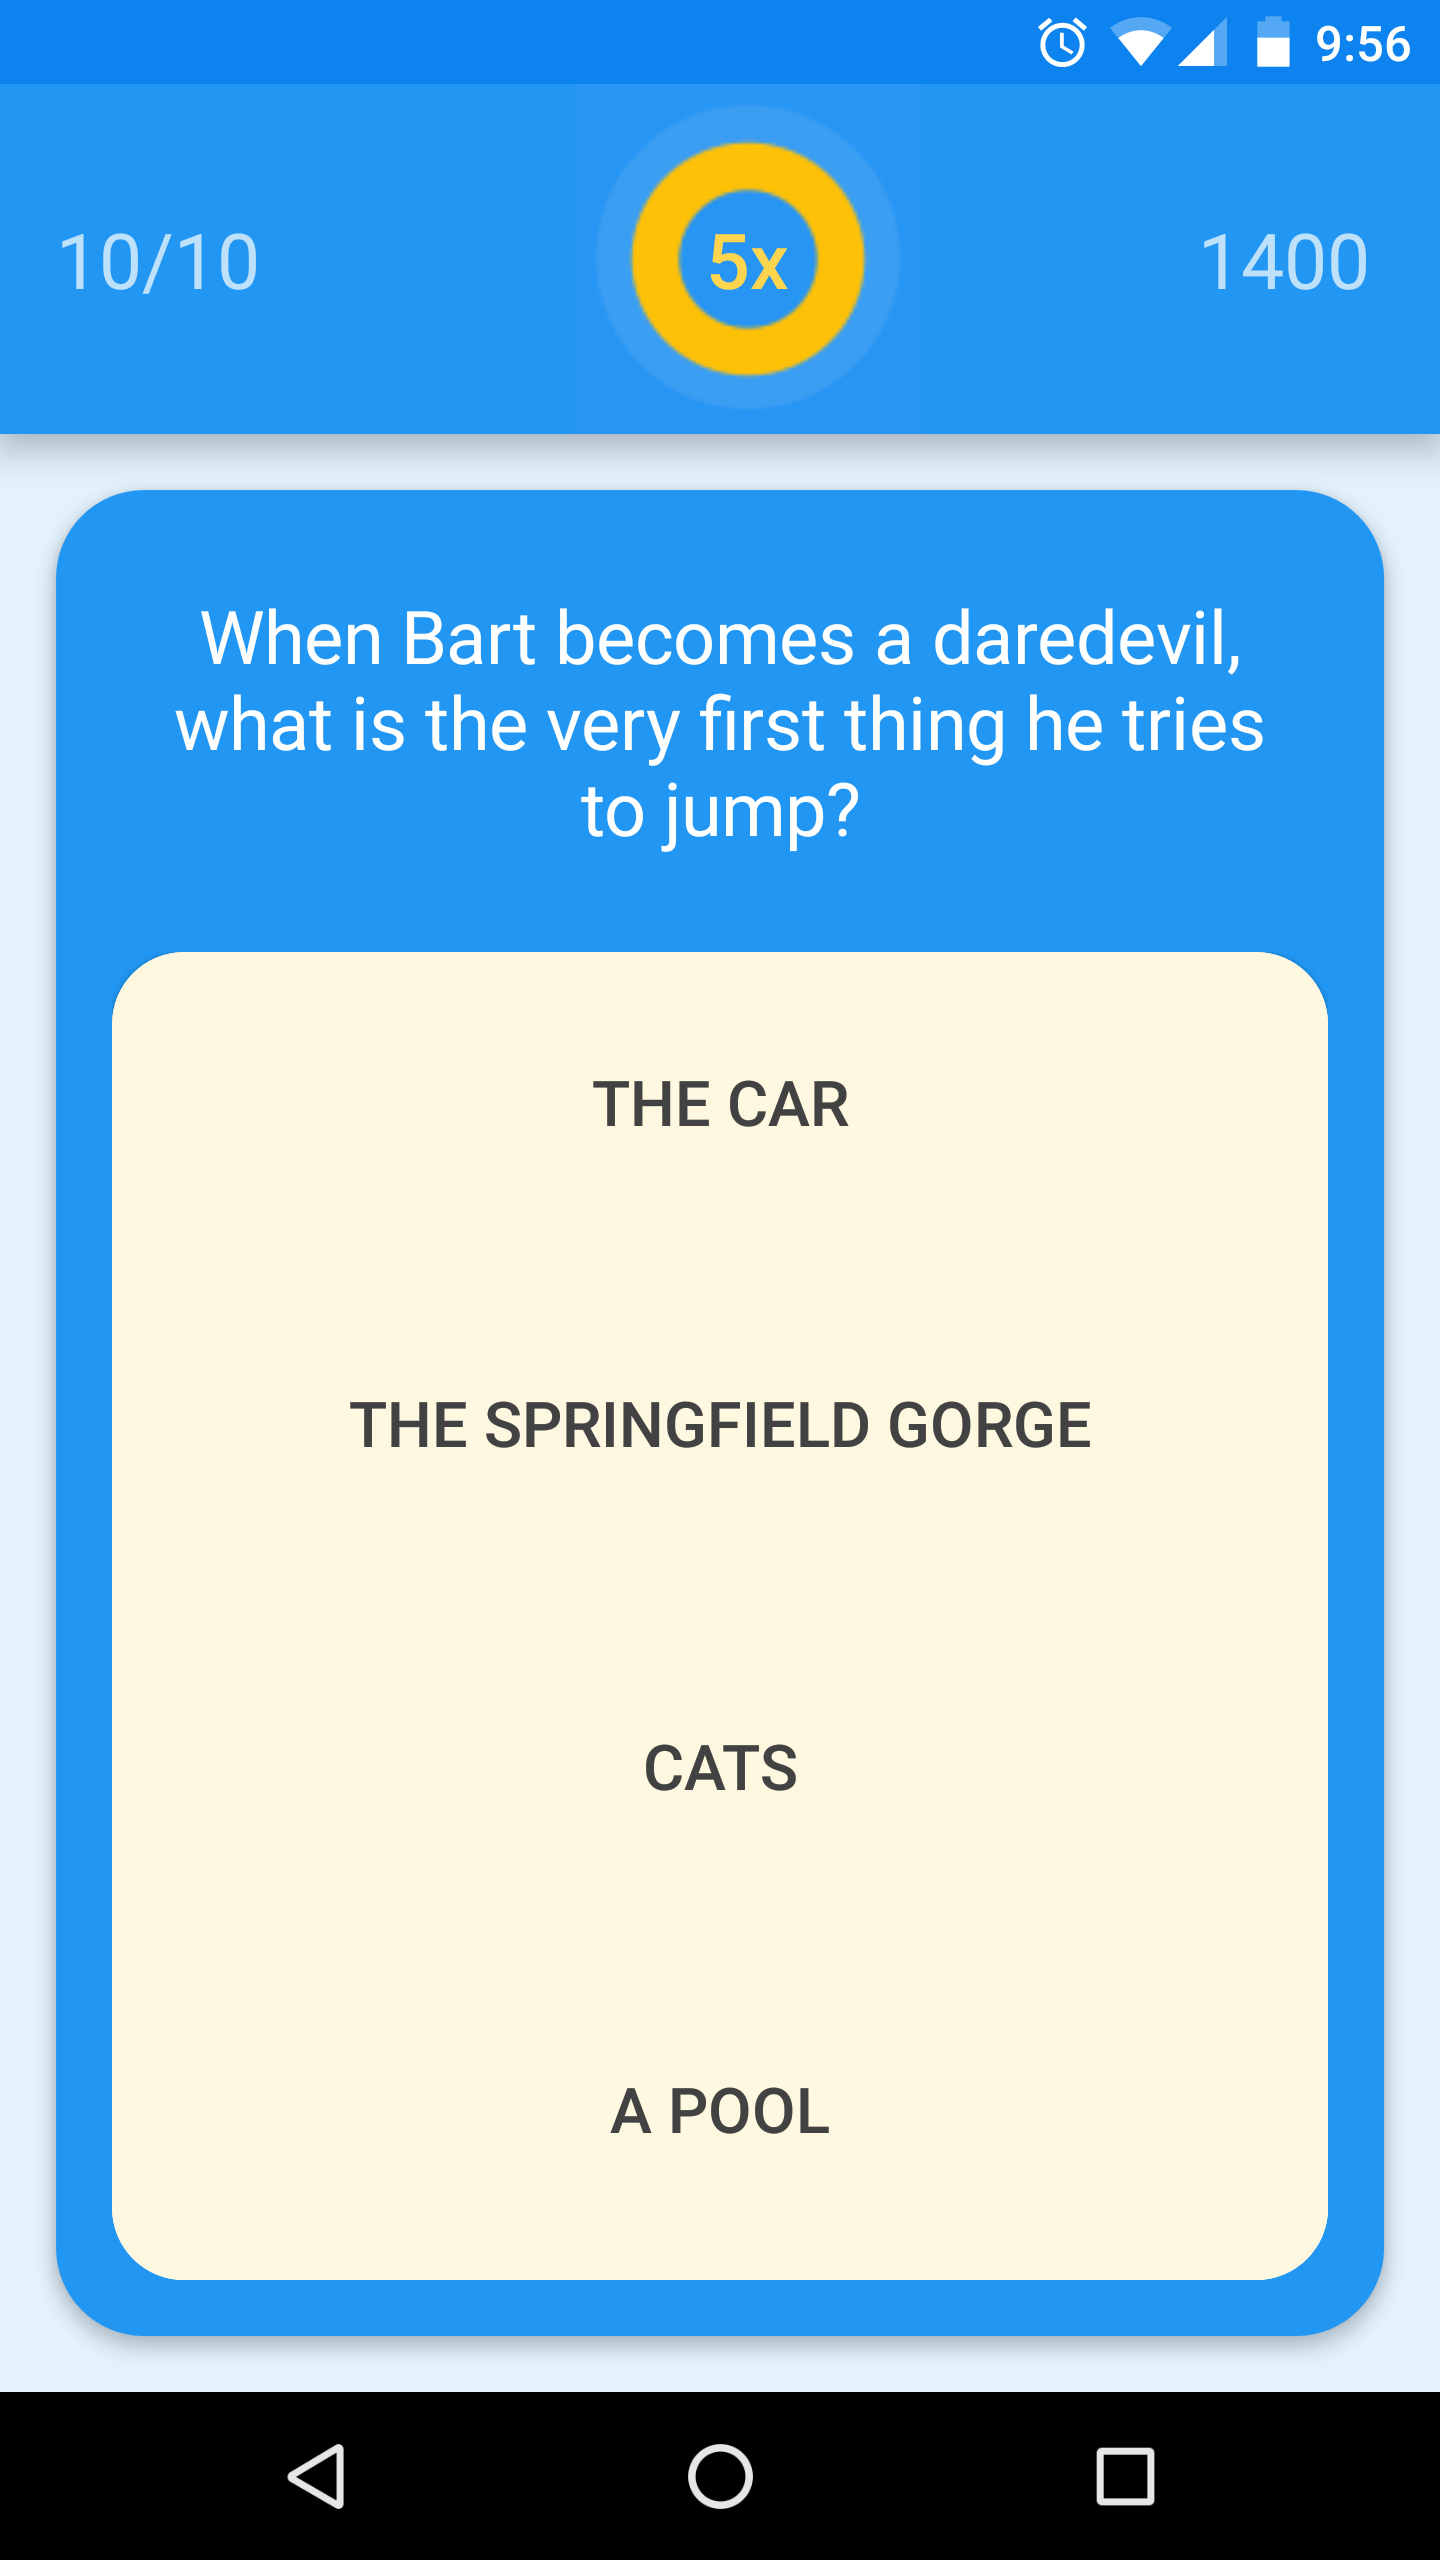 9:56
10/10
5x
1400
When Bart becomes a daredevil,
what is the very first thing he tries
to jump?
THE CAR
THE SPRINGFIELD GORGE
CATS
A POOL